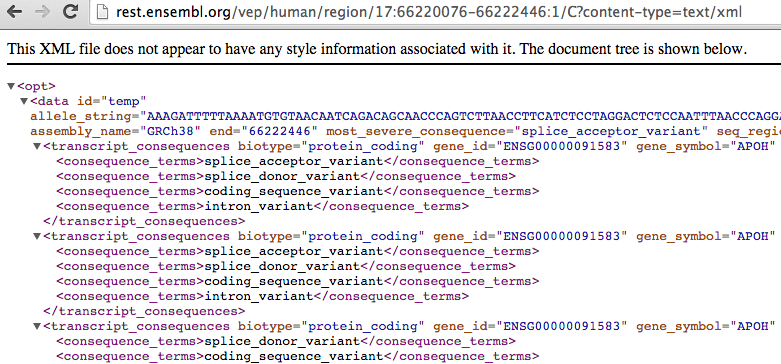 rest.ensembl.org/vep/human/region/17:66220076-66222446:1/C?content-type=text/xml
This XML file does not appear to have any style information associated with it. The document tree is shown below.
▼<opt>
▼<data id="temp"
allele_string="AAAGATTTTTAAAATGTGTAACAATCAGACAGCAACCCAGTCTTAACCTTCATCTCCTAGGACTCTCCAATTTAACCCAGGA
assembly_name="GRCh38" end="66222446" most_severe_consequence="splice_acceptor_variant" seq_regi
▼<transcript_consequences biotype="protein_coding" gene_id="ENSG00000091583" gene_symbol="APOH"
<consequence_terms>splice_acceptor_variant</consequence_terms>
<consequence_terms>splice_donor_variant</consequence_terms>
<consequence_terms>coding_sequence_variant</consequence_terms>
<consequence_terms>intron_variant</consequence_terms>
</transcript_consequences>
▼<transcript_consequences biotype="protein_coding" gene_id="ENSG00000091583" gene_symbol="APOH"
<consequence_terms>splice_acceptor_variant</consequence_terms>
<consequence_terms>splice_donor_variant</consequence_terms>
<consequence_terms>coding_sequence_variant</consequence_terms>
<consequence_terms>intron_variant</consequence_terms>
</transcript_consequences>
▼<transcript_consequences biotype="protein_coding" gene_id="ENSG00000091583" gene_symbol="APOH"
<consequence_terms>splice_donor_variant</consequence_terms>
<consequence_terms>coding_sequence_variant</consequence_terms>